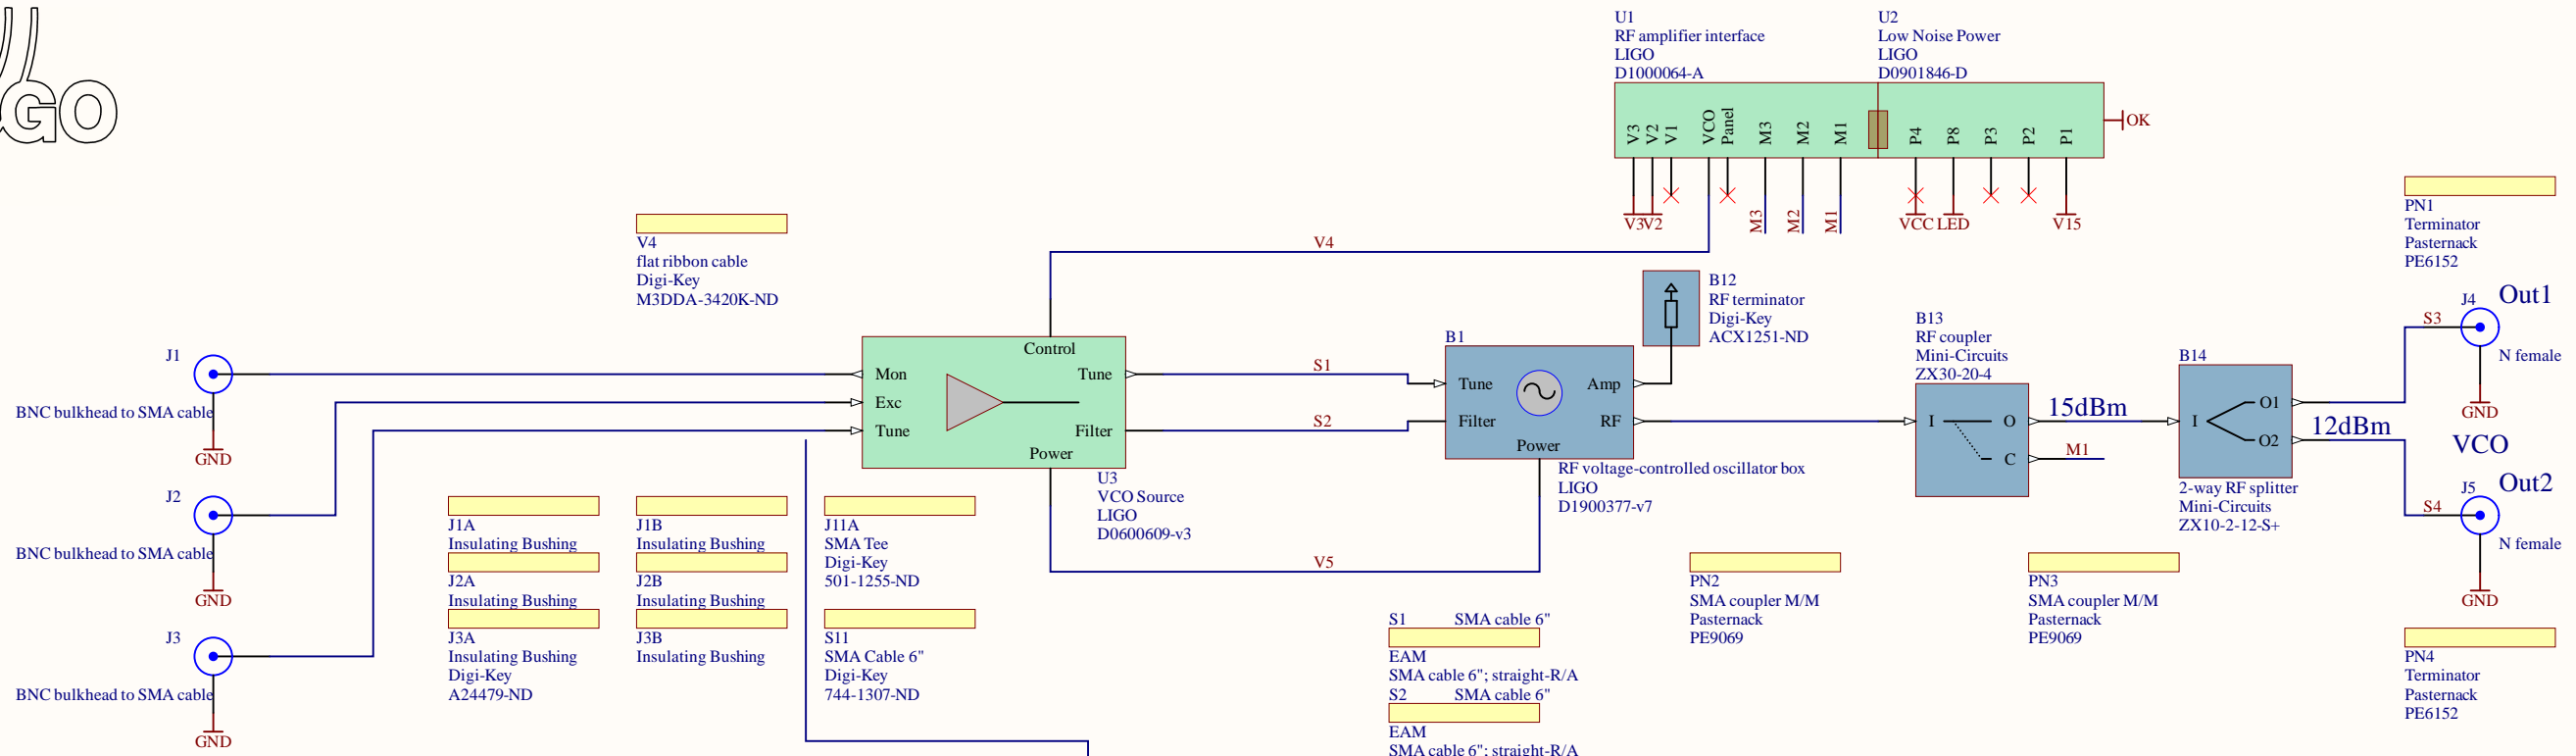 GO
U1
RF amplifier interface
LIGO
D1000064-A
U2
Low Noise Power
LIGO
D0901846-D
V3
V2
V1
VCO
Panel
M3
M2
M1
P4
P8
P3
P2
P1
OK
V3
V2
M3
M2
M1
VCC
LED
V15
V4
flat ribbon cable
Digi-Key
M3DDA-3420K-ND
V4
PN1
Terminator
Pasternack
PE6152
B12
RF terminator
Digi-Key
ACX1251-ND
J1
BNC bulkhead to SMA cable
GND
J2
BNC bulkhead to SMA cable
GND
J3
BNC bulkhead to SMA cable
GND
Control
Mon
Exc
Tune
Tune
Filter
Power
U3
VCO Source
LIGO
D0600609-v3
S1
S2
V5
B1
Tune
Filter
Amp
RF
Power
RF voltage-controlled oscillator box
LIGO
D1900377-v7
B13
RF coupler
Mini-Circuits
ZX30-20-4
I
O
C
15dBm
M1
B14
I
O1
O2
2-way RF splitter
Mini-Circuits
ZX10-2-12-S+
12dBm
S3
J4
Out1
N female
GND
VCO
S4
J5
Out2
N female
GND
J1A
Insulating Bushing
J2A
Insulating Bushing
J3A
Insulating Bushing
Digi-Key
A24479-ND
J1B
Insulating Bushing
J2B
Insulating Bushing
J3B
Insulating Bushing
J11A
SMA Tee
Digi-Key
501-1255-ND
S11
SMA Cable 6"
Digi-Key
744-1307-ND
S1 SMA cable 6"
EAM
SMA cable 6"; straight-R/A
S2 SMA cable 6"
EAM
SMA cable 6"; straight-R/A
PN2
SMA coupler M/M
Pasternack
PE9069
PN3
SMA coupler M/M
Pasternack
PE9069
PN4
Terminator
Pasternack
PE6152